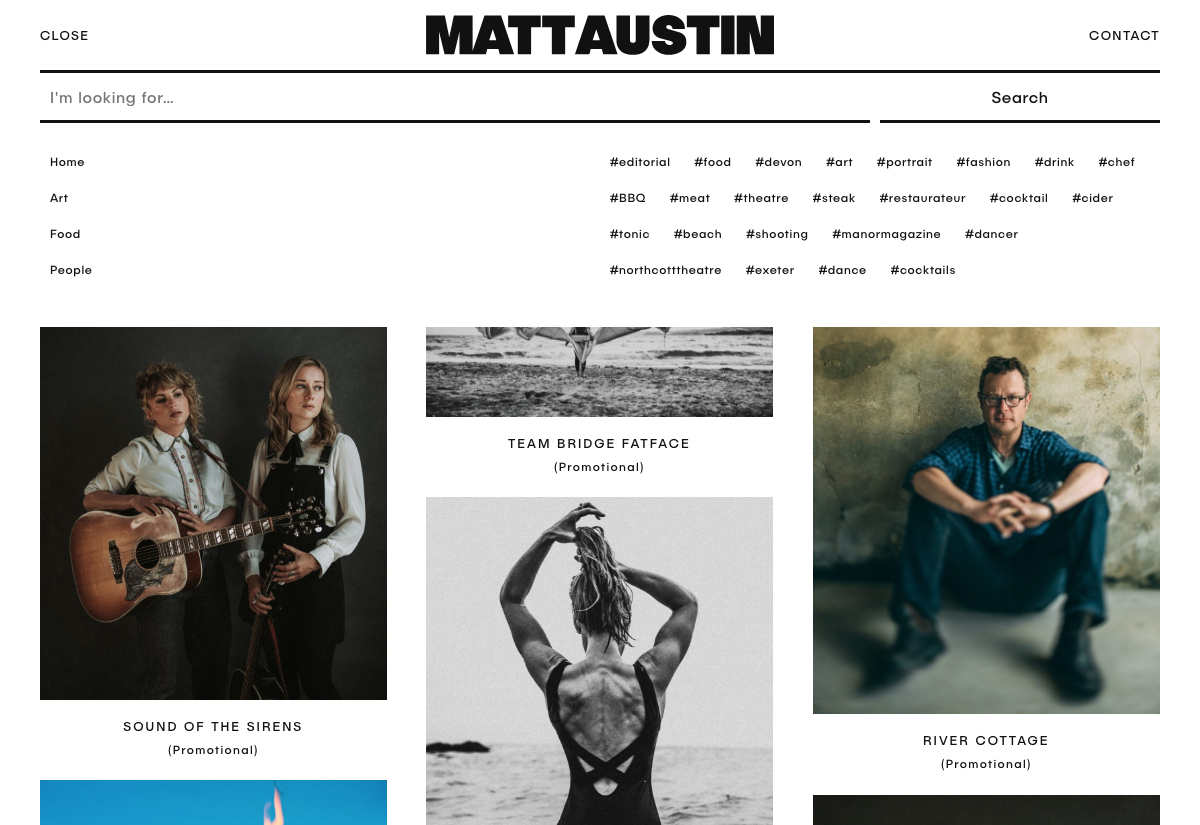 CLOSE
MATT AUSTIN
CONTACT
I'm looking for...
Search
Home
Art
Food
People
#editorial #food #devon #art #portrait #fashion #drink #chef
#BBQ #meat #theatre #steak #restaurateur #cocktail #cider
#tonic #beach #shooting #manormagazine #dancer
#northcotttheatre #exeter #dance #cocktails
SOUND OF THE SIRENS
(Promotional)
TEAM BRIDGE FATFACE
(Promotional)
RIVER COTTAGE
(Promotional)